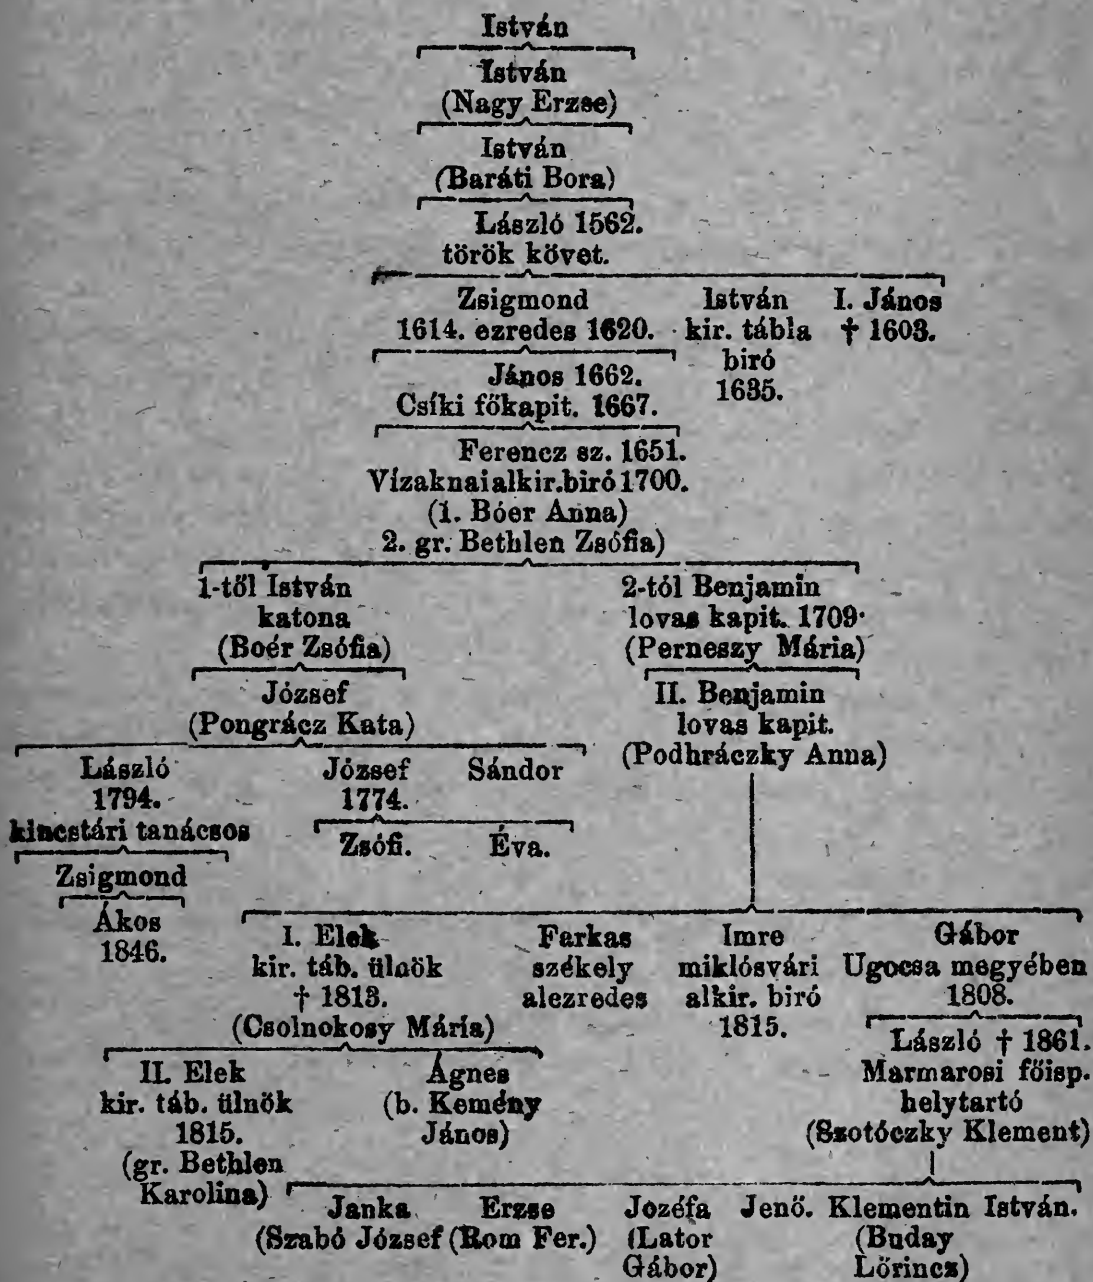 István
István
(Nagy Erzse)
István
(Baráti Bora)
László 1562.
török követ.
Zsigmond István I. János
1614. ezredes 1620. kir. tábla † 1603.
biró
János 1662. 1635.
Csíki főkapit. 1667.
Ferencz sz. 1651.
Vízaknai alkir. biró 1700.
(1. Bóer Anna)
2. gr. Bethlen Zsófia)
1-től István 2-tól Benjamin
katona lovas kapit. 1709.
(Boér Zsófia) (Perneszy Mária)
József II. Benjamin
(Pongrácz Kata) lovas kapit.
(Podhráczky Anna)
László József Sándor
1794. 1774.
kincstári tanácsos Zsófi. Éva.
Zsigmond
Ákos
1846.
I. Elek Farkas Imre Gábor
kir. táb. ülnök székely miklósvári Ugocsa megyében
† 1813. alezredes alkir. biró 1808.
(Csolnokosy Mária) 1815.
László † 1861.
II. Elek Ágnes Marmarosi főisp.
kir. táb. ülnök (b. Kemény helytartó
1815. János) (Szotóczky Klement)
(gr. Bethlen
Karolina)
Janka Erzse Jozéfa Jenő. Klementin István.
(Szabó József (Rom Fer.) (Lator (Buday
Gábor) Lőrincz)